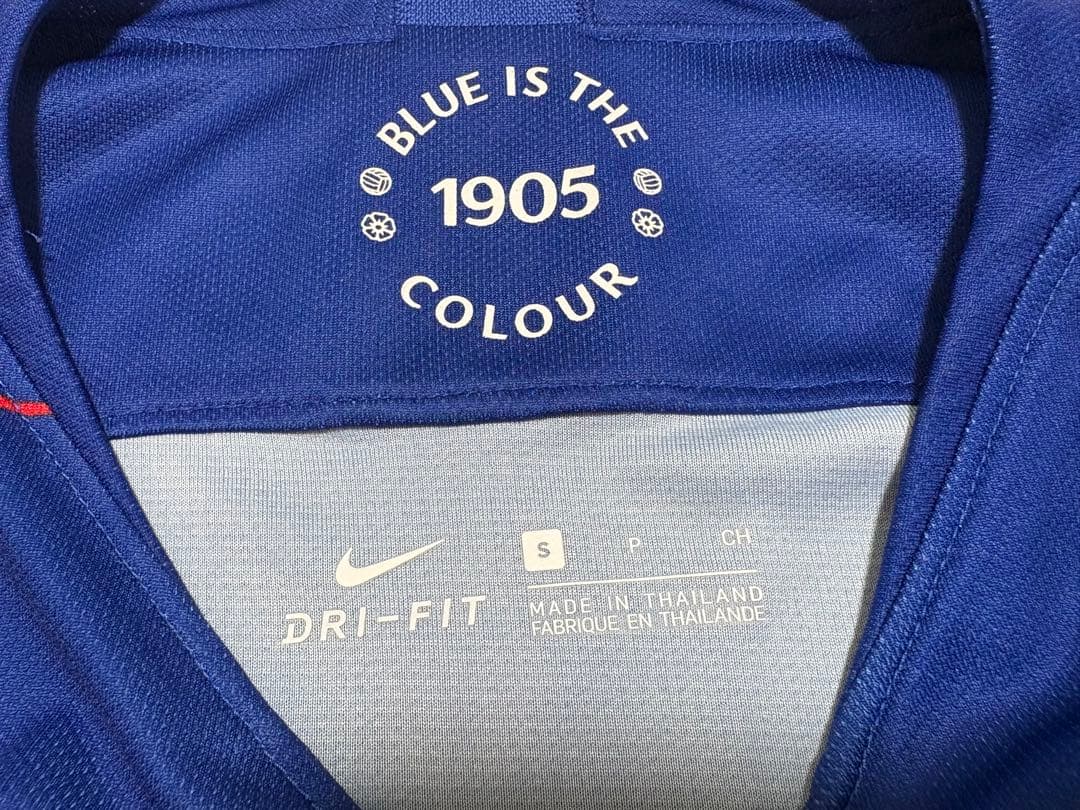 BLUE IS THE
1905
COLOUR
S P CH
DRI-FIT
MADE IN THAILAND
FABRIQUE EN THAILANDE